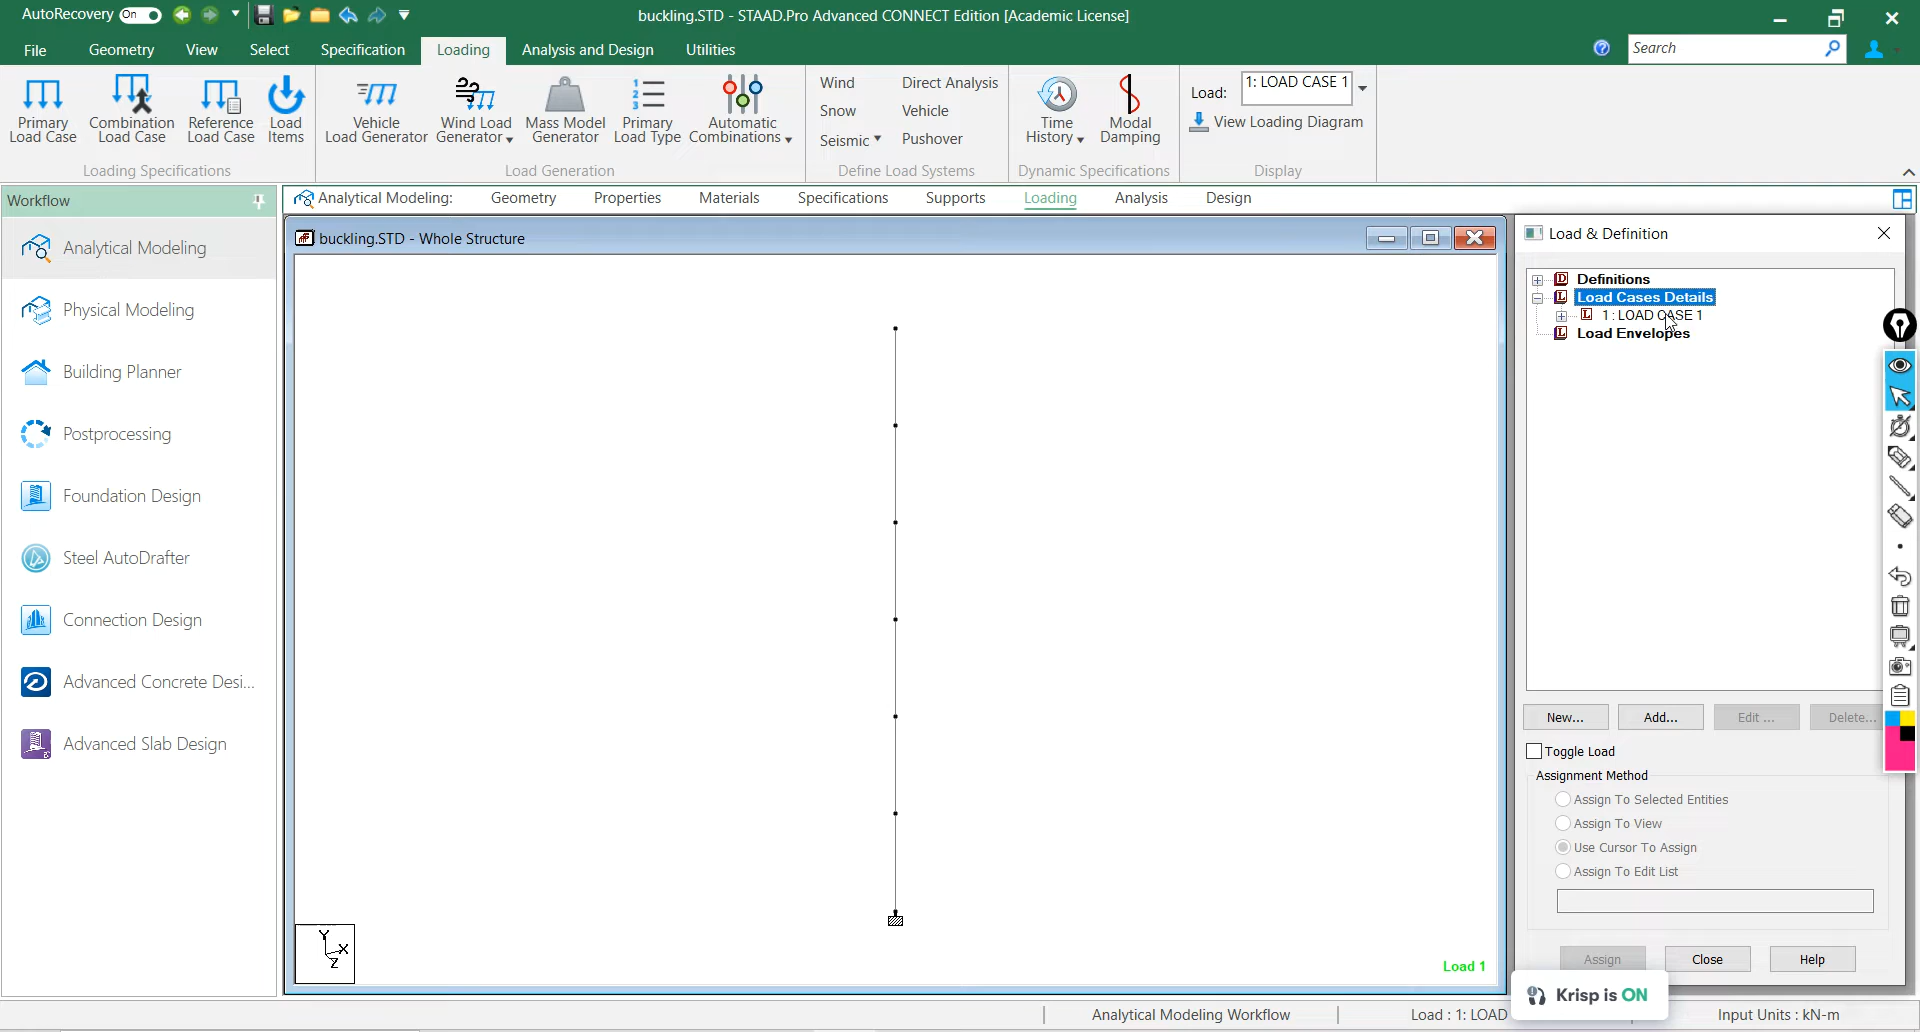 AutoRecovery On
buckling.STD - STAAD.Pro Advanced CONNECT Edition [Academic License]
File Geometry View Select Specification Loading Analysis and Design Utilities
Search
Primary Load Case
Combination Load Case
Reference Load Case
Load Items
Loading Specifications
Vehicle Load Generator
Wind Load Generator
Mass Model Generator
Primary Load Type
Automatic Combinations
Load Generation
Wind Direct Analysis
Snow Vehicle
Seismic Pushover
Define Load Systems
Time History
Modal Damping
Dynamic Specifications
Load: 1: LOAD CASE 1
View Loading Diagram
Display
Workflow
Analytical Modeling
Physical Modeling
Building Planner
Postprocessing
Foundation Design
Steel AutoDrafter
Connection Design
Advanced Concrete Desi...
Advanced Slab Design
Analytical Modeling: Geometry Properties Materials Specifications Supports Loading Analysis Design
buckling.STD - Whole Structure
Y
X
Z
Load 1
Load & Definition
D Definitions
L Load Cases Details
L 1 : LOAD CASE 1
L Load Envelopes
New... Add... Edit ... Delete...
Toggle Load
Assignment Method
Assign To Selected Entities
Assign To View
Use Cursor To Assign
Assign To Edit List
Assign Close Help
Krisp is ON
Analytical Modeling Workflow Load : 1: LOAD Input Units : kN-m